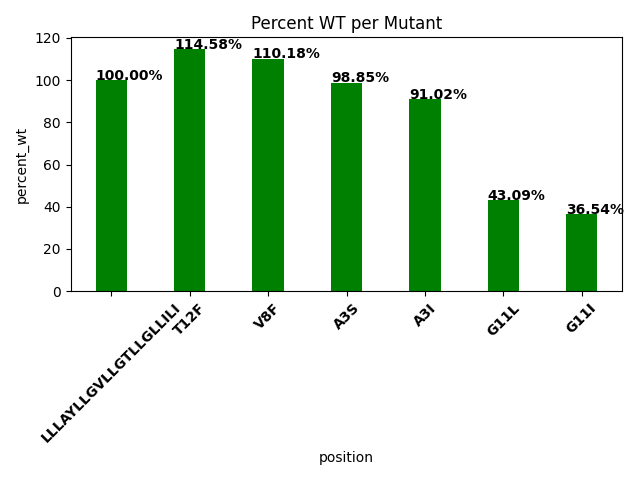 Percent WT per Mutant
percent_wt
120
100
80
60
40
20
0
100.00%
114.58%
110.18%
98.85%
91.02%
43.09%
36.54%
LLLAYLLGVLLGTLLGLLILI
T12F
V8F
A3S
A3I
G11L
G11I
position